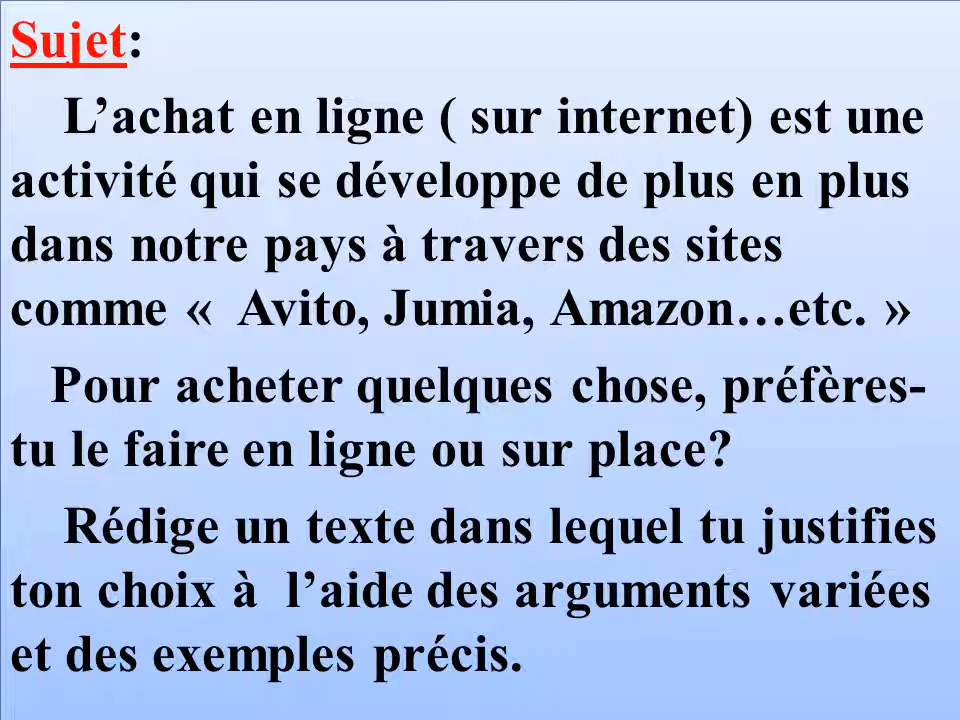 Sujet:
L’achat en ligne ( sur internet) est une
activité qui se développe de plus en plus
dans notre pays à travers des sites
comme « Avito, Jumia, Amazon…etc. »
Pour acheter quelques chose, préfères-
tu le faire en ligne ou sur place?
Rédige un texte dans lequel tu justifies
ton choix à l’aide des arguments variées
et des exemples précis.